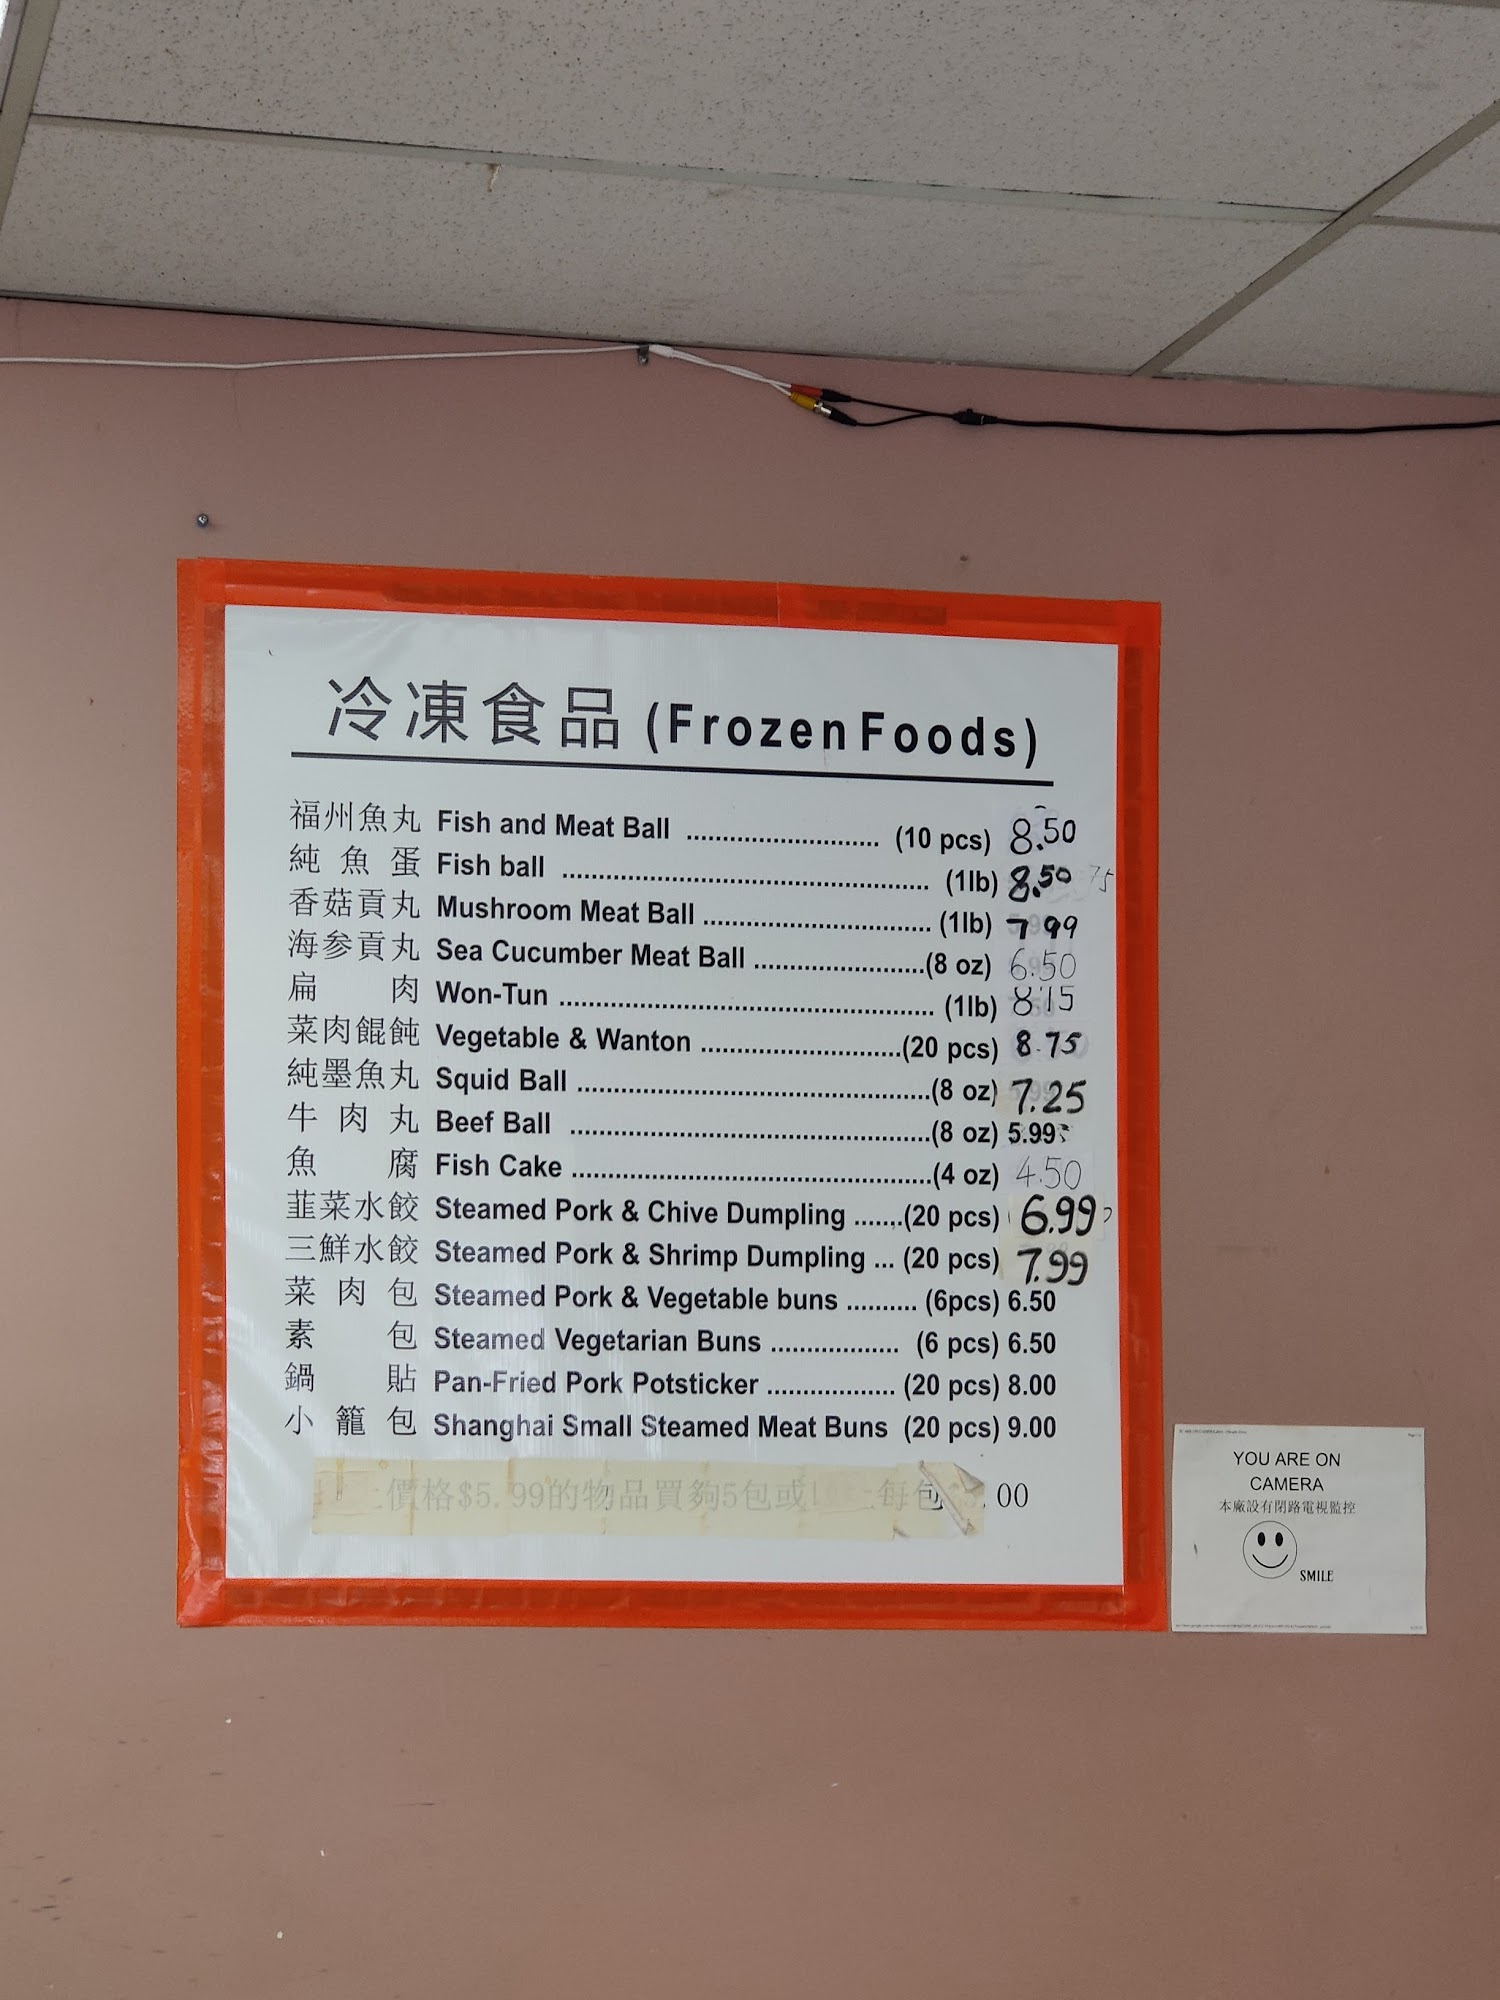 冷凍食品 (Frozen Foods)
福州魚丸 Fish and Meat Ball ............................ (10 pcs) 8.50
純魚蛋 Fish ball ..................................................... (1lb) 8.50 75
香菇貢丸 Mushroom Meat Ball ................................. (1lb) 7.99
海参貢丸 Sea Cucumber Meat Ball .........................(8 oz) 6.50
扁肉 Won-Tun ...................................................... (1lb) 8.75
菜肉餛飩 Vegetable & Wanton .............................(20 pcs) 8.75
純墨魚丸 Squid Ball ...................................................(8 oz) 7.25
牛肉丸 Beef Ball ....................................................(8 oz) 5.99
魚腐 Fish Cake ....................................................(4 oz) 4.50
韮菜水餃 Steamed Pork & Chive Dumpling .......(20 pcs) 6.99
三鮮水餃 Steamed Pork & Shrimp Dumpling ... (20 pcs) 7.99
菜肉包 Steamed Pork & Vegetable buns .......... (6pcs) 6.50
素包 Steamed Vegetarian Buns .................. (6 pcs) 6.50
鍋貼 Pan-Fried Pork Potsticker ................... (20 pcs) 8.00
小籠包 Shanghai Small Steamed Meat Buns (20 pcs) 9.00
價格$5.99的物品買夠5包或 每包 .00
YOU ARE ON
CAMERA
本廠設有閉路電視監控
SMILE